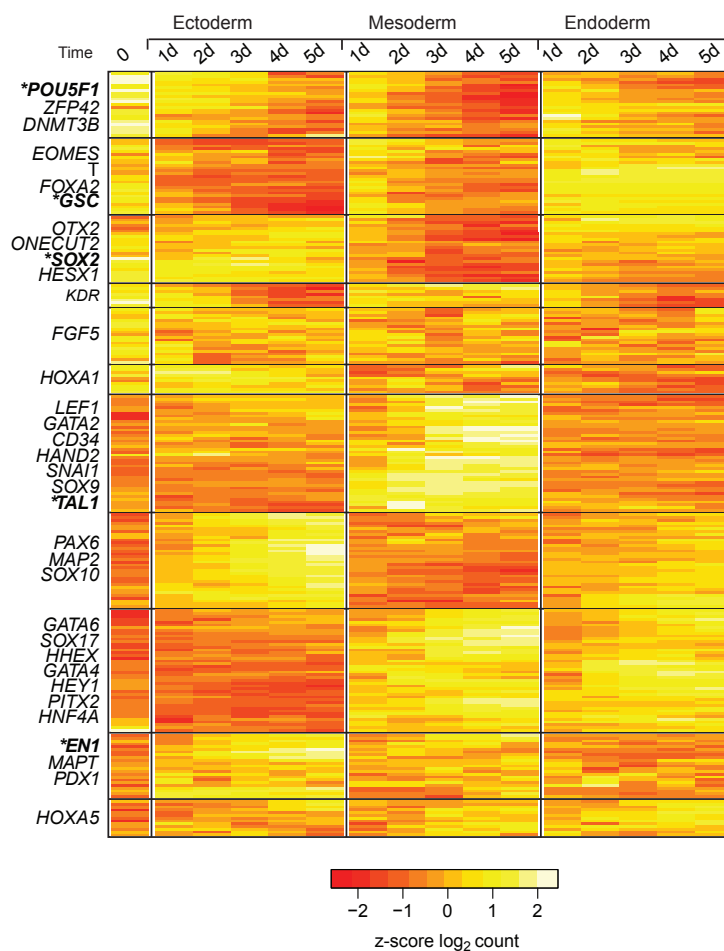 Ectoderm Mesoderm Endoderm
Time 0 1d 2d 3d 4d 5d 1d 2d 3d 4d 5d 1d 2d 3d 4d 5d
*POU5F1
ZFP42
DNMT3B
EOMES
T
FOXA2
*GSC
OTX2
ONECUT2
*SOX2
HESX1
KDR
FGF5
HOXA1
LEF1
GATA2
CD34
HAND2
SNAI1
SOX9
*TAL1
PAX6
MAP2
SOX10
GATA6
SOX17
HHEX
GATA4
HEY1
PITX2
HNF4A
*EN1
MAPT
PDX1
HOXA5
−2 −1 0 1 2
z-score log₂ count